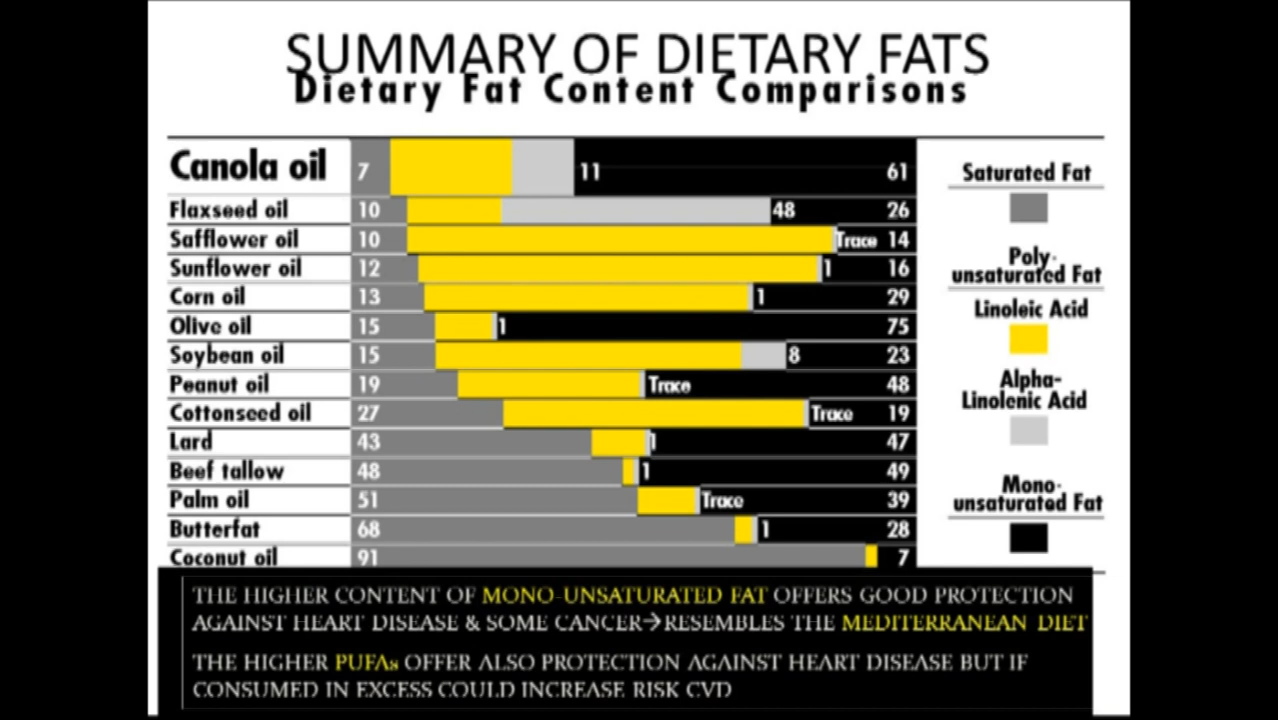 SUMMARY OF DIETARY FATS
Dietary Fat Content Comparisons
Canola oil 7 11 61
Flaxseed oil 10 48 26
Safflower oil 10 Trace 14
Sunflower oil 12 1 16
Corn oil 13 1 29
Olive oil 15 1 75
Soybean oil 15 8 23
Peanut oil 19 Trace 48
Cottonseed oil 27 Trace 19
Lard 43 1 47
Beef tallow 48 1 49
Palm oil 51 Trace 39
Butterfat 68 1 28
Coconut oil 91 7
Saturated Fat
Poly-
unsaturated Fat
Linoleic Acid
Alpha-
Linolenic Acid
Mono-
unsaturated Fat
THE HIGHER CONTENT OF MONO-UNSATURATED FAT OFFERS GOOD PROTECTION
AGAINST HEART DISEASE & SOME CANCER→RESEMBLES THE MEDITERRANEAN DIET
THE HIGHER PUFAs OFFER ALSO PROTECTION AGAINST HEART DISEASE BUT IF
CONSUMED IN EXCESS COULD INCREASE RISK CVD